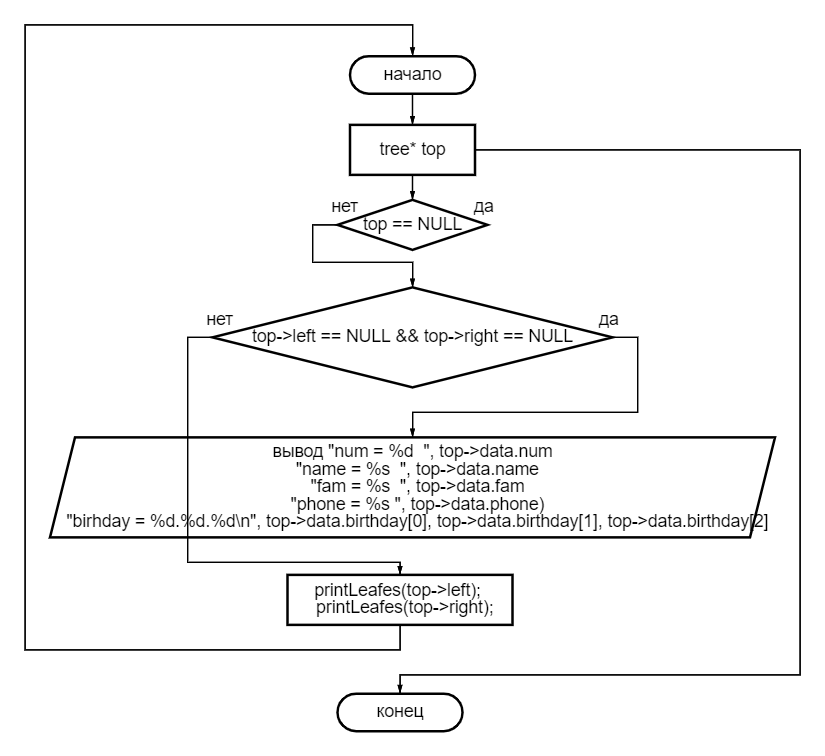 начало
tree* top
нет
да
top == NULL
нет
да
top->left == NULL && top->right == NULL
вывод "num = %d  ", top->data.num
"name = %s  ", top->data.name
"fam = %s  ", top->data.fam
"phone = %s ", top->data.phone)
"birhday = %d.%d.%d\n", top->data.birthday[0], top->data.birthday[1], top->data.birthday[2]
printLeafes(top->left);
printLeafes(top->right);
конец